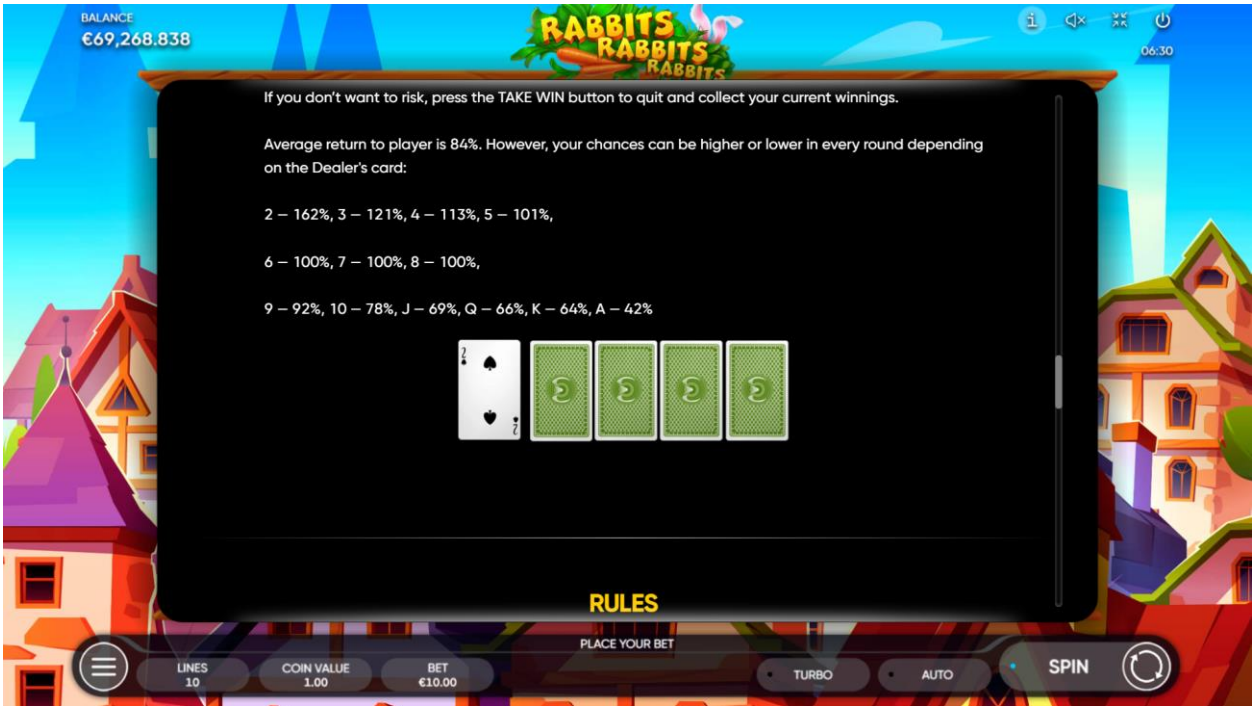 BALANCE
€69,268.838
RABBITS
RABBITS
RABBITS
06:30
If you don't want to risk, press the TAKE WIN button to quit and collect your current winnings.
Average return to player is 84%. However, your chances can be higher or lower in every round depending
on the Dealer's card:
2 – 162%, 3 – 121%, 4 – 113%, 5 – 101%,
6 – 100%, 7 – 100%, 8 – 100%,
9 – 92%, 10 – 78%, J – 69%, Q – 66%, K – 64%, A – 42%
2
2
RULES
PLACE YOUR BET
LINES
10
COIN VALUE
1.00
BET
€10.00
TURBO
AUTO
SPIN